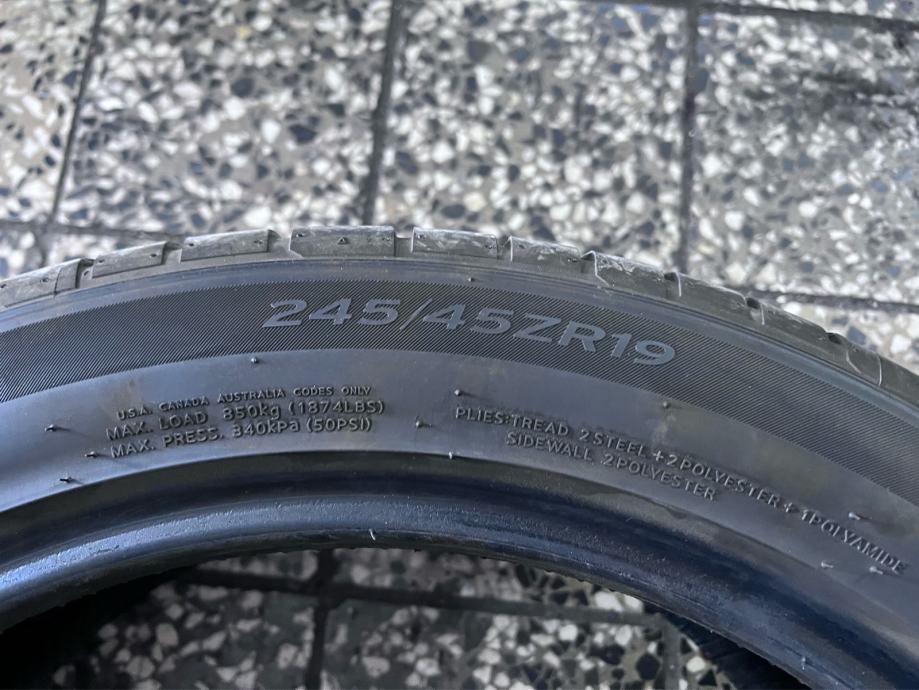 245/45ZR19
U.S.A. CANADA AUSTRALIA CODES ONLY
MAX. LOAD 850kg (1874LBS)
MAX. PRESS. 340kPa (50PSI)
PLIES:TREAD 2STEEL+2POLYESTER+1POLYAMIDE
SIDEWALL 2POLYESTER